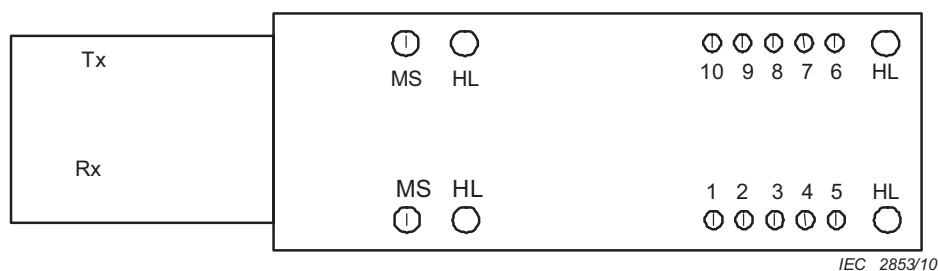 Tx
MS HL
10 9 8 7 6 HL
Rx
MS HL
1 2 3 4 5 HL
IEC 2853/10